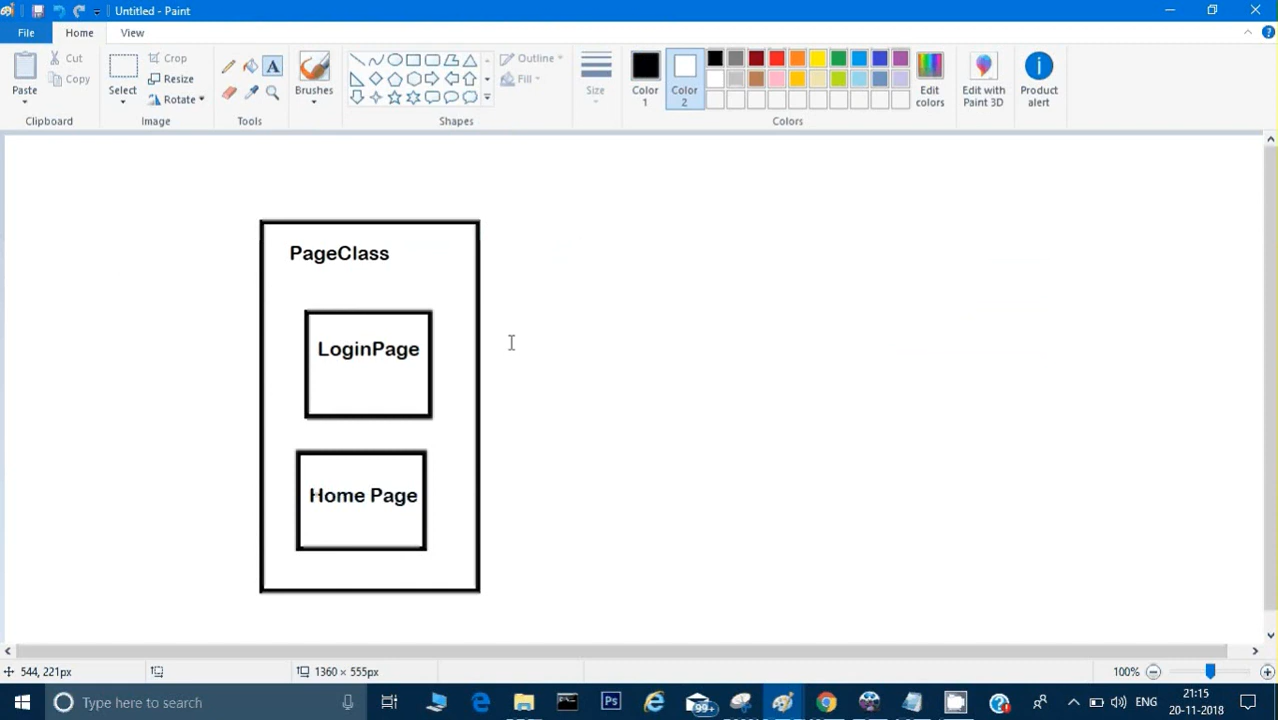 Untitled - Paint
File Home View
Paste
Cut
Copy
Clipboard
Select
Crop
Resize
Rotate
Image
A
Tools
Brushes
Outline
Fill
Shapes
Size
Color 1
Color 2
Colors
Edit colors
Edit with Paint 3D
Product alert
PageClass
LoginPage
Home Page
544, 221px
1360 × 555px
100%
Type here to search
Ps
99+
ENG
21:15
20-11-2018